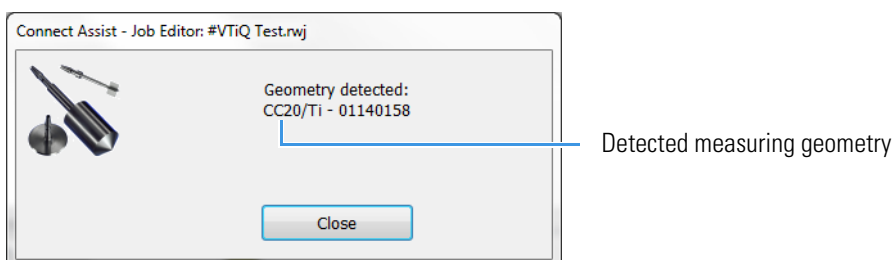 Connect Assist - Job Editor: #VTiQ Test.rwj
Geometry detected:
CC20/Ti - 01140158
Detected measuring geometry
Close